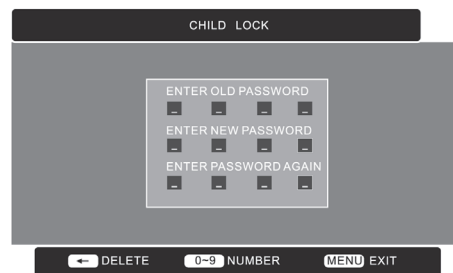 CHILD LOCK
ENTER OLD PASSWORD
_ _ _ _
ENTER NEW PASSWORD
_ _ _ _
ENTER PASSWORD AGAIN
_ _ _ _
← DELETE 0~9 NUMBER MENU EXIT